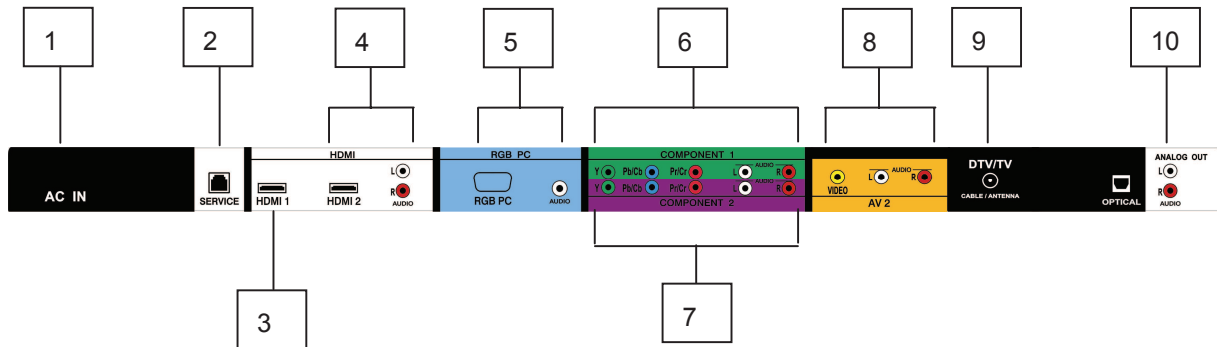 1 2 4 5 6 8 9 10
HDMI RGB PC COMPONENT 1 DTV/TV ANALOG OUT
L Y Pb/Cb Pr/Cr L AUDIO R L AUDIO R L
AC IN SERVICE HDMI 1 HDMI 2 R AUDIO RGB PC AUDIO Y Pb/Cb Pr/Cr L R VIDEO CABLE / ANTENNA OPTICAL R AUDIO
COMPONENT 2 AV 2
3 7